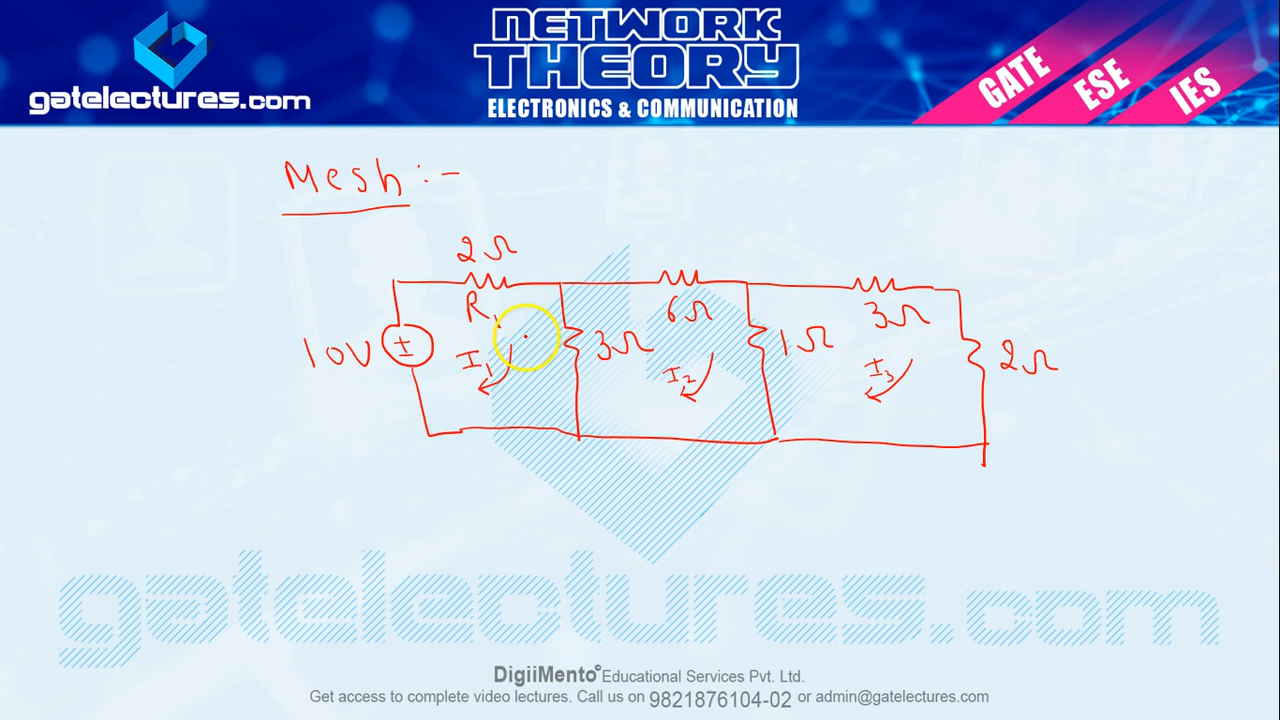 gatelectures.com
NETWORK
THEORY
ELECTRONICS & COMMUNICATION
GATE
ESE
IES
Mesh :-
2Ω
R1
10V
±
I1
3Ω
6Ω
I2
1Ω
3Ω
I3
2Ω
gatelectures.com
DigiiMento© Educational Services Pvt. Ltd.
Get access to complete video lectures. Call us on 9821876104-02 or admin@gatelectures.com